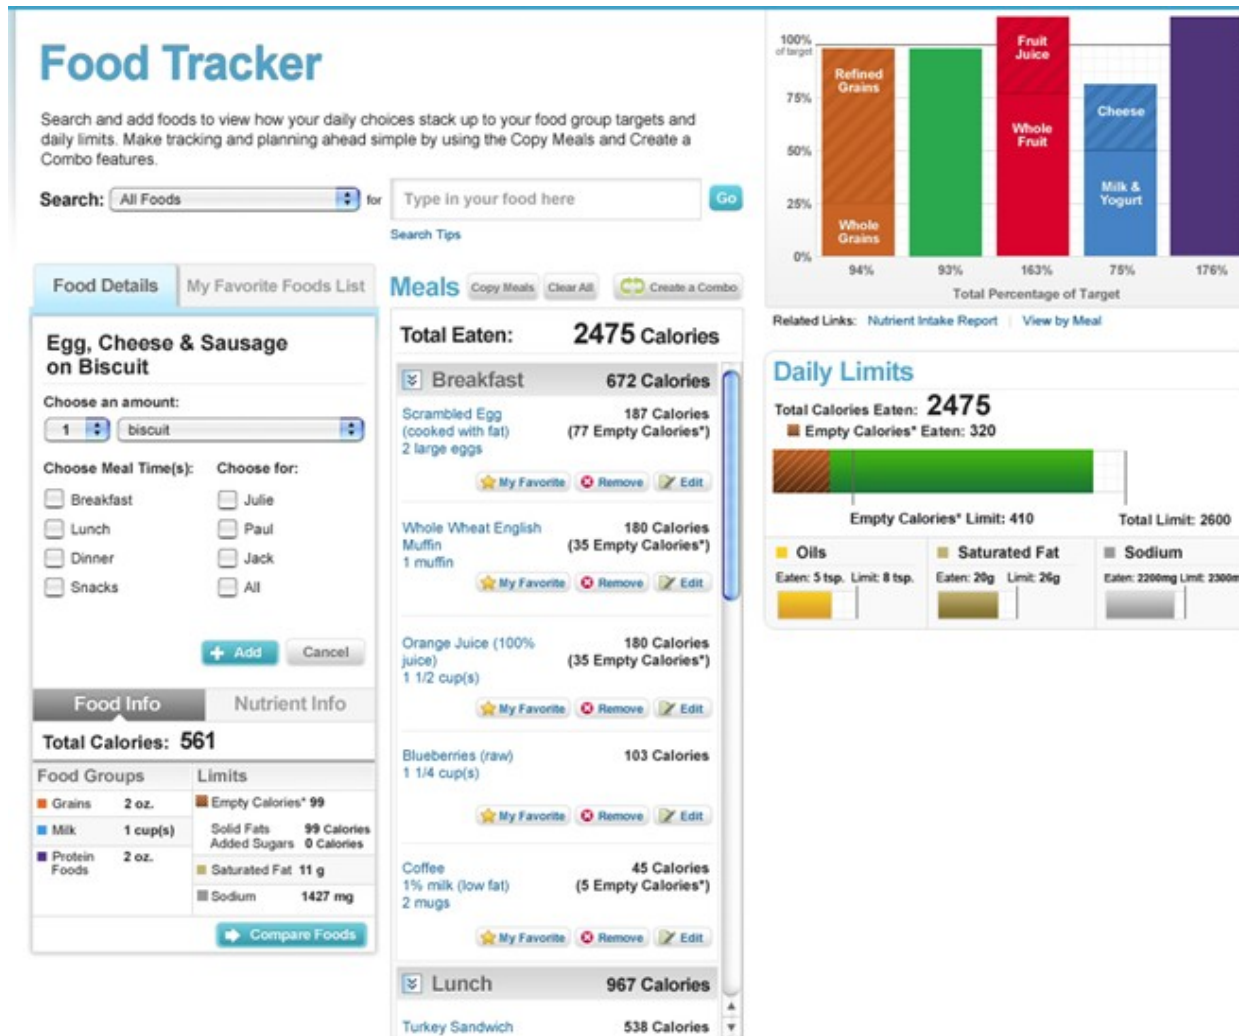 Food Tracker
Search and add foods to view how your daily choices stack up to your food group targets and
daily limits. Make tracking and planning ahead simple by using the Copy Meals and Create a
Combo features.
Search: All Foods for Type in your food here Go
Search Tips
Food Details My Favorite Foods List
Egg, Cheese & Sausage
on Biscuit
Choose an amount:
1 biscuit
Choose Meal Time(s): Choose for:
Breakfast Julie
Lunch Paul
Dinner Jack
Snacks All
Add Cancel
Food Info Nutrient Info
Total Calories: 561
Food Groups Limits
Grains 2 oz. Empty Calories* 99
Milk 1 cup(s) Solid Fats 99 Calories
Added Sugars 0 Calories
Protein 2 oz.
Foods
Saturated Fat 11 g
Sodium 1427 mg
Compare Foods
Meals Copy Meals Clear All Create a Combo
Total Eaten: 2475 Calories
Breakfast 672 Calories
Scrambled Egg 187 Calories
(cooked with fat) (77 Empty Calories*)
2 large eggs
My Favorite Remove Edit
Whole Wheat English 180 Calories
Muffin (35 Empty Calories*)
1 muffin
My Favorite Remove Edit
Orange Juice (100% 180 Calories
juice) (35 Empty Calories*)
1 1/2 cup(s)
My Favorite Remove Edit
Blueberries (raw) 103 Calories
1 1/4 cup(s)
My Favorite Remove Edit
Coffee 45 Calories
1% milk (low fat) (5 Empty Calories*)
2 mugs
My Favorite Remove Edit
Lunch 967 Calories
Turkey Sandwich 538 Calories
100%
of target
75%
50%
25%
0%
Refined
Grains
Whole
Grains
Fruit
Juice
Whole
Fruit
Cheese
Milk &
Yogurt
94% 93% 163% 75% 176%
Total Percentage of Target
Related Links: Nutrient Intake Report | View by Meal
Daily Limits
Total Calories Eaten: 2475
Empty Calories* Eaten: 320
Empty Calories* Limit: 410 Total Limit: 2600
Oils Saturated Fat Sodium
Eaten: 5 tsp. Limit: 8 tsp. Eaten: 20g Limit: 26g Eaten: 2200mg Limit: 2300m